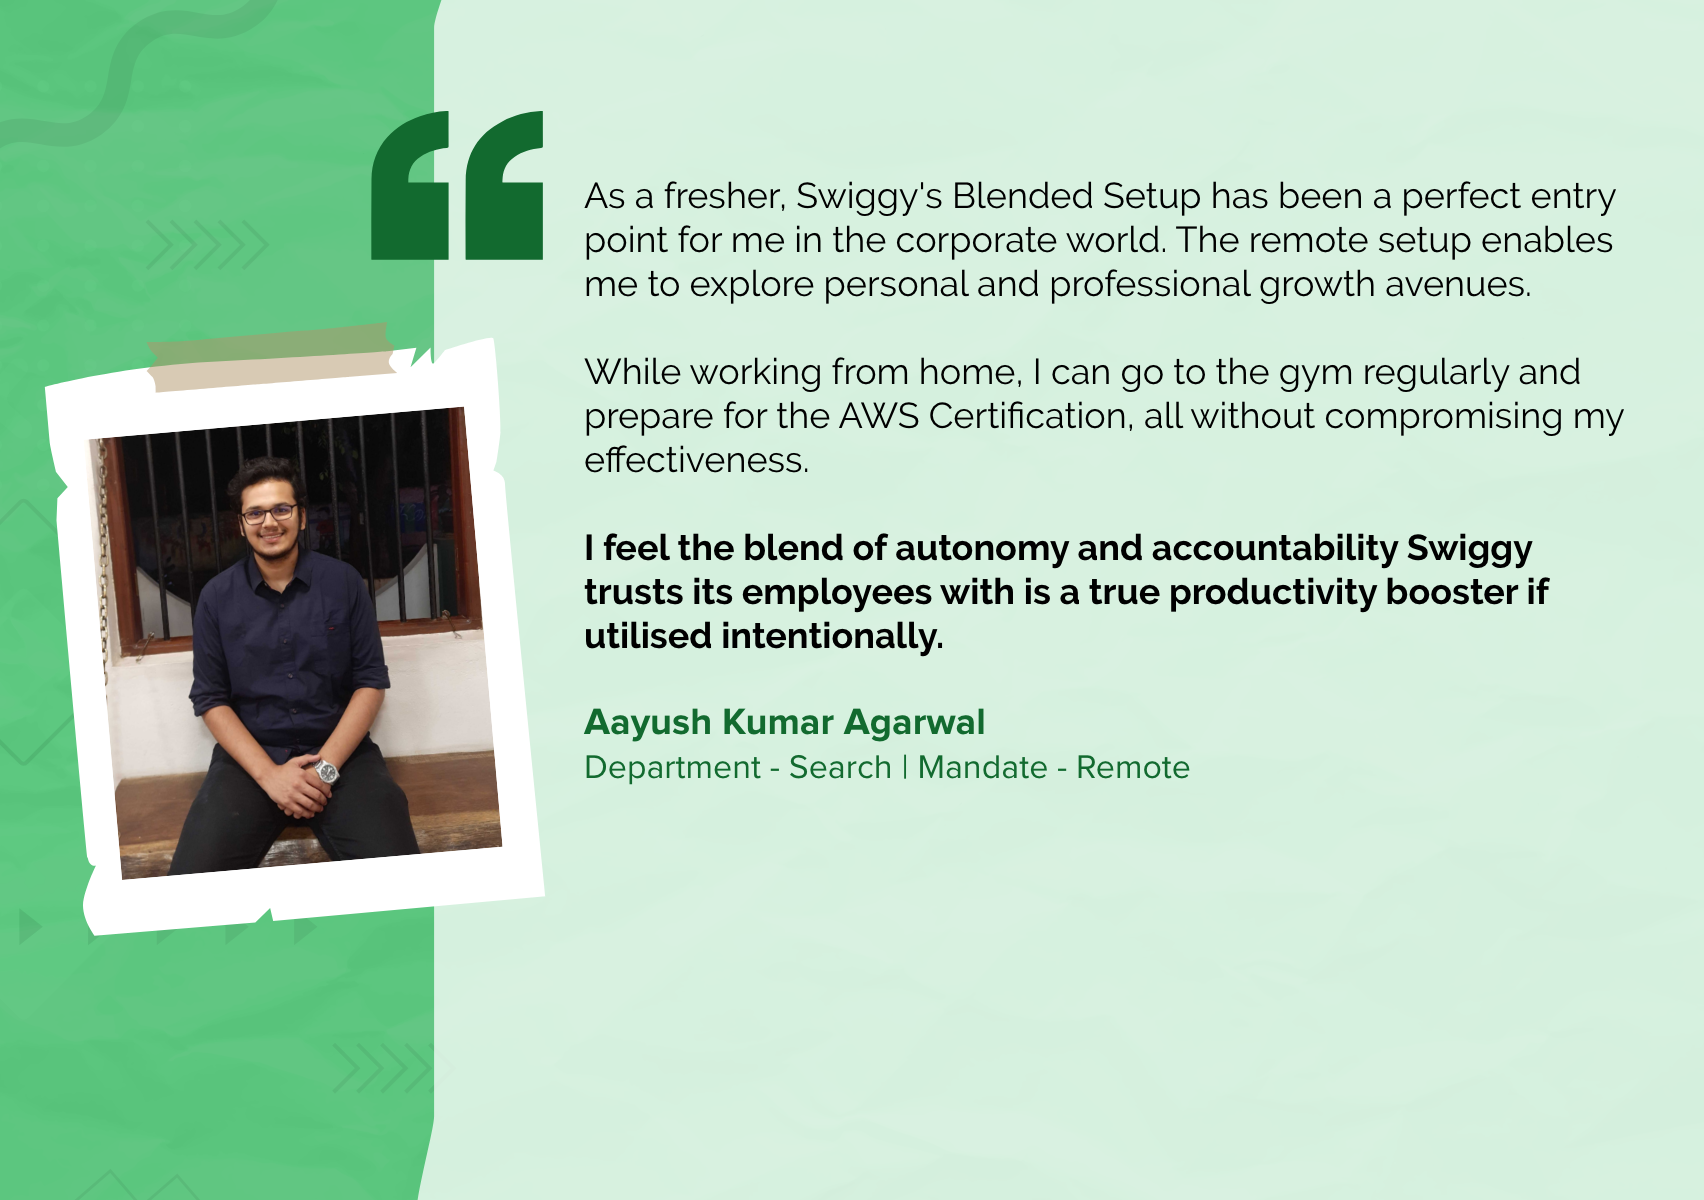 As a fresher, Swiggy's Blended Setup has been a perfect entry
point for me in the corporate world. The remote setup enables
me to explore personal and professional growth avenues.
While working from home, I can go to the gym regularly and
prepare for the AWS Certification, all without compromising my
effectiveness.
I feel the blend of autonomy and accountability Swiggy
trusts its employees with is a true productivity booster if
utilised intentionally.
Aayush Kumar Agarwal
Department - Search | Mandate - Remote